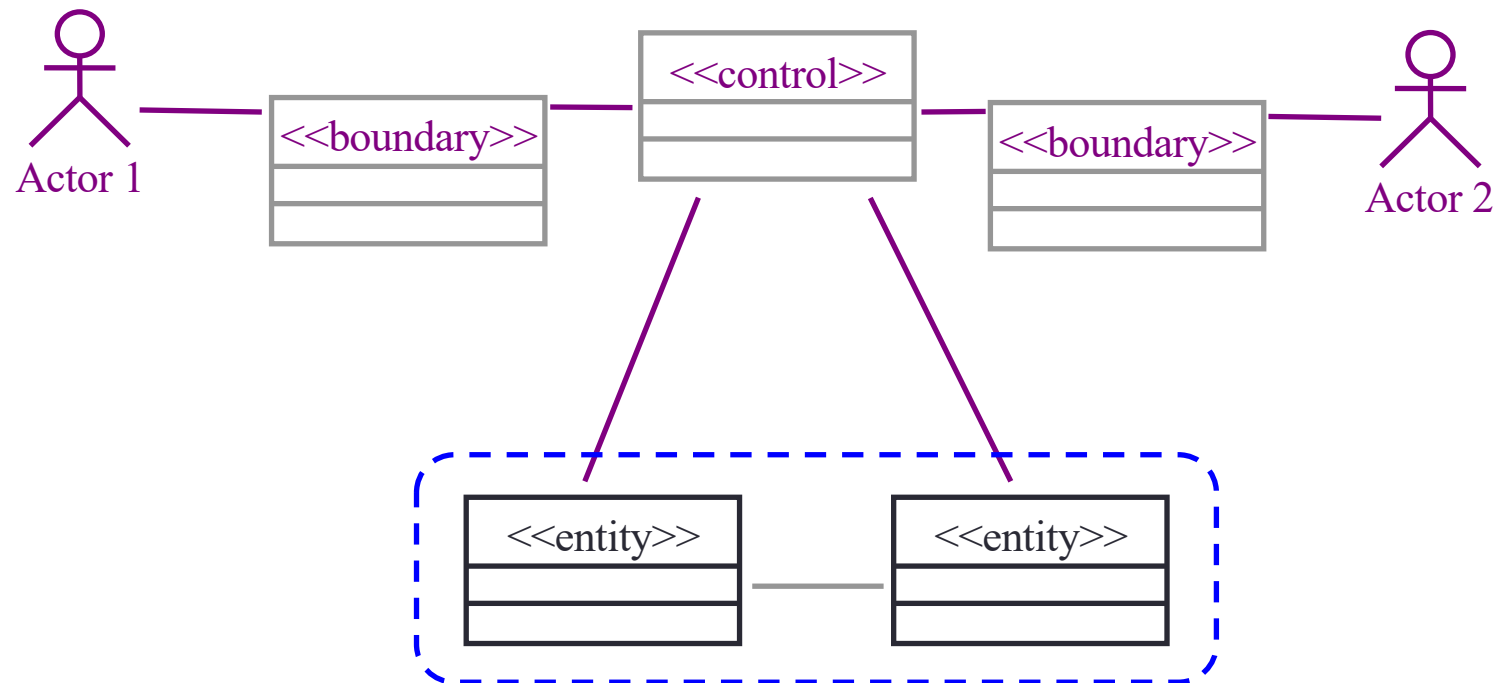 Actor 1
<<boundary>>
<<control>>
<<boundary>>
Actor 2
<<entity>>
<<entity>>